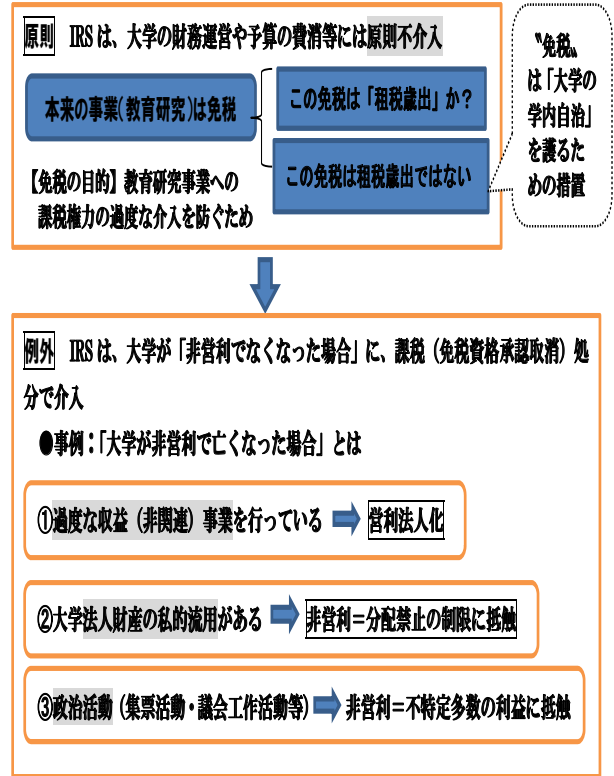 原則　IRSは、大学の財務運営や予算の費消等には原則不介入
本来の事業（教育研究）は免税
この免税は「租税歳出」か？
この免税は租税歳出ではない
〝免税〟
は「大学の
学内自治」
を護るた
めの措置
【免税の目的】教育研究事業への
課税権力の過度な介入を防ぐため
例外　IRSは、大学が「非営利でなくなった場合」に、課税（免税資格承認取消）処
分で介入
●事例：「大学が非営利で亡くなった場合」とは
①過度な収益（非関連）事業を行っている　営利法人化
②大学法人財産の私的流用がある　非営利＝分配禁止の制限に抵触
③政治活動（集票活動・議会工作活動等）　非営利＝不特定多数の利益に抵触